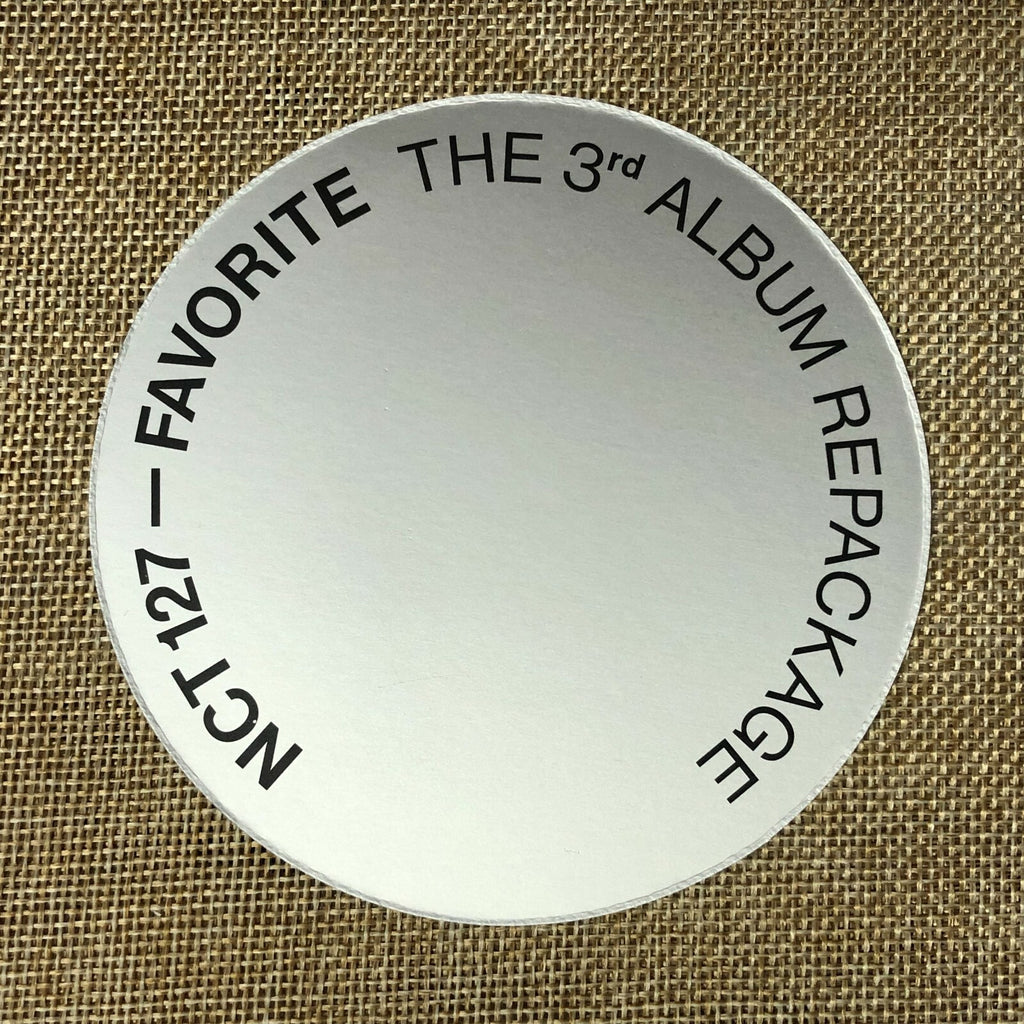 NCT 127 — FAVORITE THE 3rd ALBUM REPACKAGE